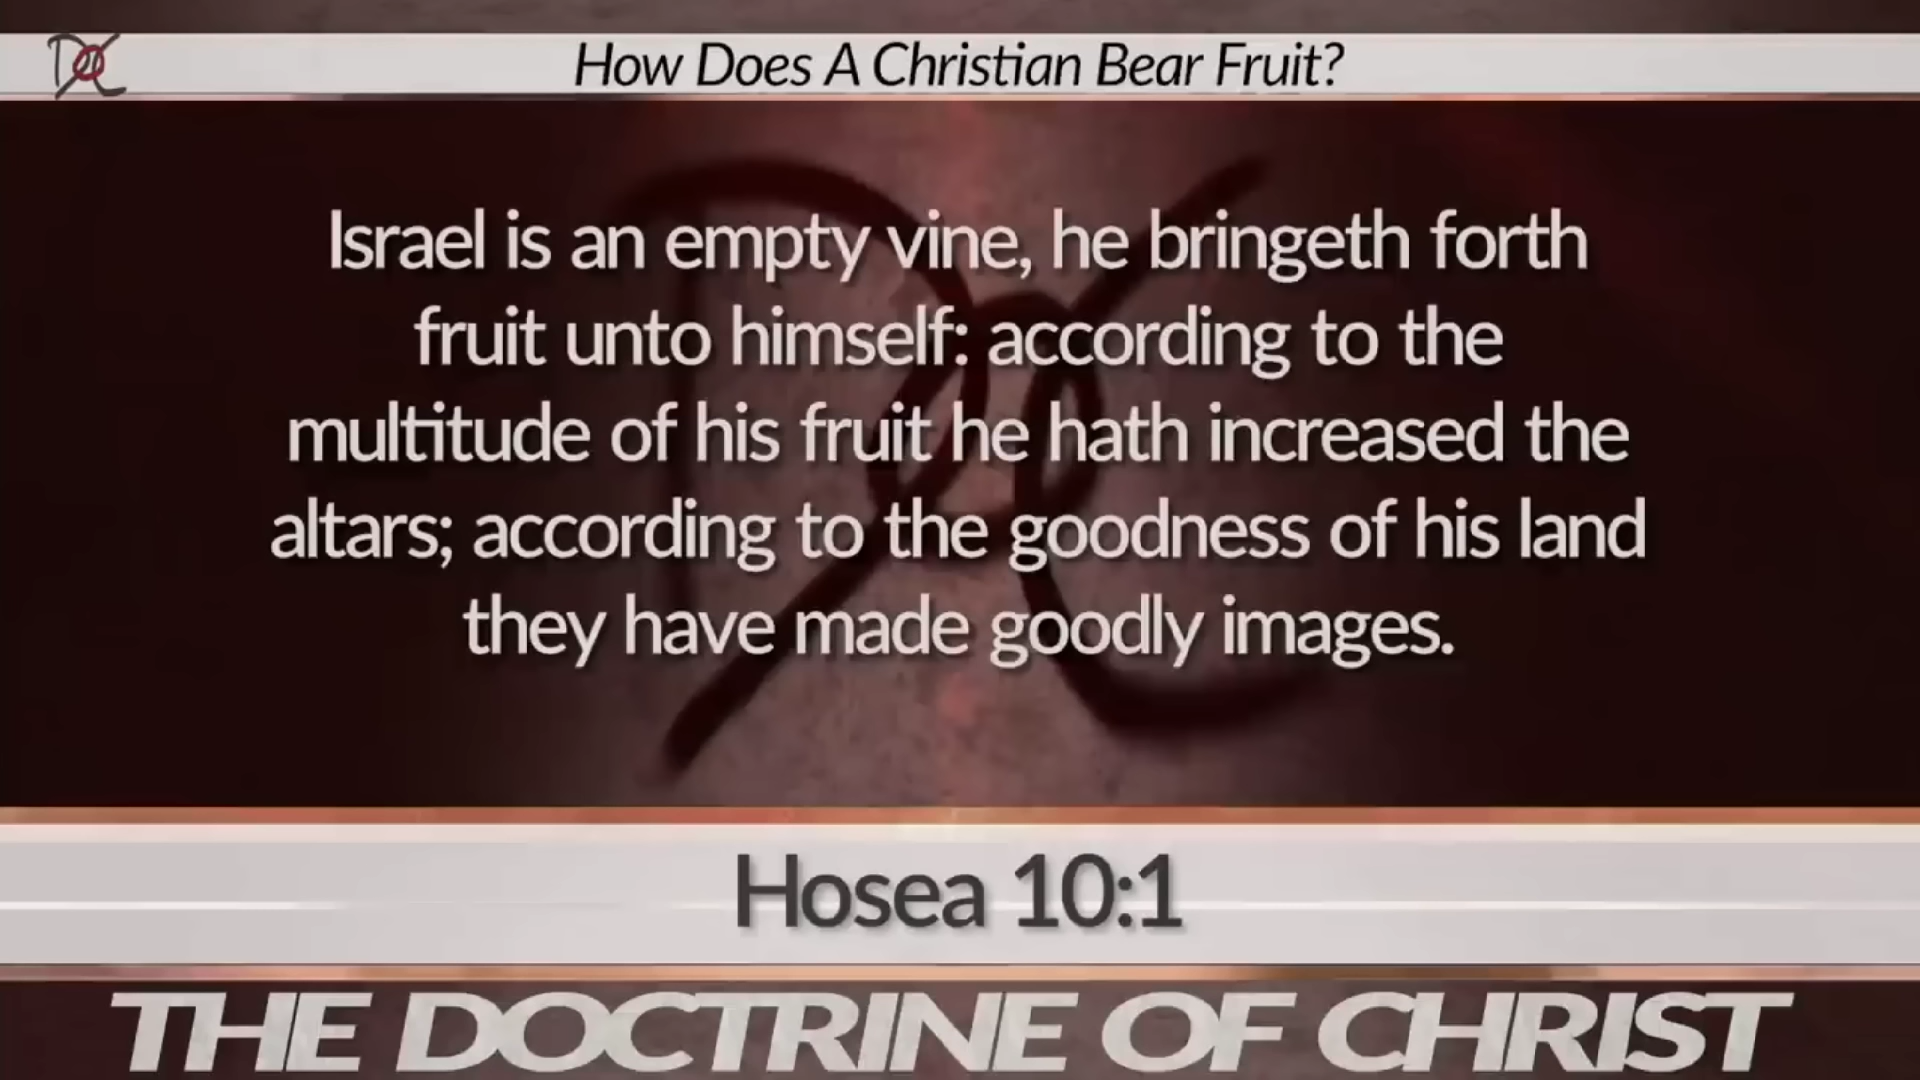 How Does A Christian Bear Fruit?
Israel is an empty vine, he bringeth forth
fruit unto himself: according to the
multitude of his fruit he hath increased the
altars; according to the goodness of his land
they have made goodly images.
Hosea 10:1
THE DOCTRINE OF CHRIST